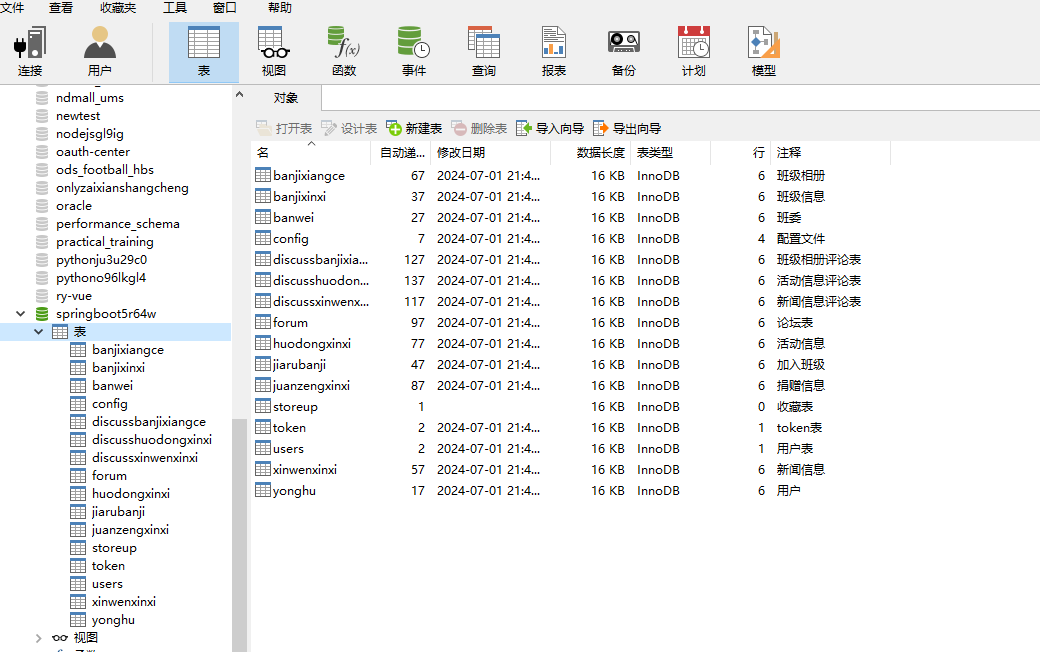 文件 查看 收藏夹 工具 窗口 帮助
连接 用户 表 视图 函数 事件 查询 报表 备份 计划 模型
ndmall_ums
newtest
nodejsgl9ig
oauth-center
ods_football_hbs
onlyzaixianshangcheng
oracle
performance_schema
practical_training
pythonju3u29c0
pythono96lkgl4
ry-vue
springboot5r64w
表
banjixiangce
banjixinxi
banwei
config
discussbanjixiangce
discusshuodongxinxi
discussxinwenxinxi
forum
huodongxinxi
jiarubanji
juanzengxinxi
storeup
token
users
xinwenxinxi
yonghu
视图
对象
打开表 设计表 新建表 删除表 导入向导 导出向导
名 自动递... 修改日期 数据长度 表类型 行 注释
banjixiangce 67 2024-07-01 21:4... 16 KB InnoDB 6 班级相册
banjixinxi 37 2024-07-01 21:4... 16 KB InnoDB 6 班级信息
banwei 27 2024-07-01 21:4... 16 KB InnoDB 6 班委
config 7 2024-07-01 21:4... 16 KB InnoDB 4 配置文件
discussbanjixia... 127 2024-07-01 21:4... 16 KB InnoDB 6 班级相册评论表
discusshuodon... 137 2024-07-01 21:4... 16 KB InnoDB 6 活动信息评论表
discussxinwenx... 117 2024-07-01 21:4... 16 KB InnoDB 6 新闻信息评论表
forum 97 2024-07-01 21:4... 16 KB InnoDB 6 论坛表
huodongxinxi 77 2024-07-01 21:4... 16 KB InnoDB 6 活动信息
jiarubanji 47 2024-07-01 21:4... 16 KB InnoDB 6 加入班级
juanzengxinxi 87 2024-07-01 21:4... 16 KB InnoDB 6 捐赠信息
storeup 1 16 KB InnoDB 0 收藏表
token 2 2024-07-01 21:4... 16 KB InnoDB 1 token表
users 2 2024-07-01 21:4... 16 KB InnoDB 1 用户表
xinwenxinxi 57 2024-07-01 21:4... 16 KB InnoDB 6 新闻信息
yonghu 17 2024-07-01 21:4... 16 KB InnoDB 6 用户